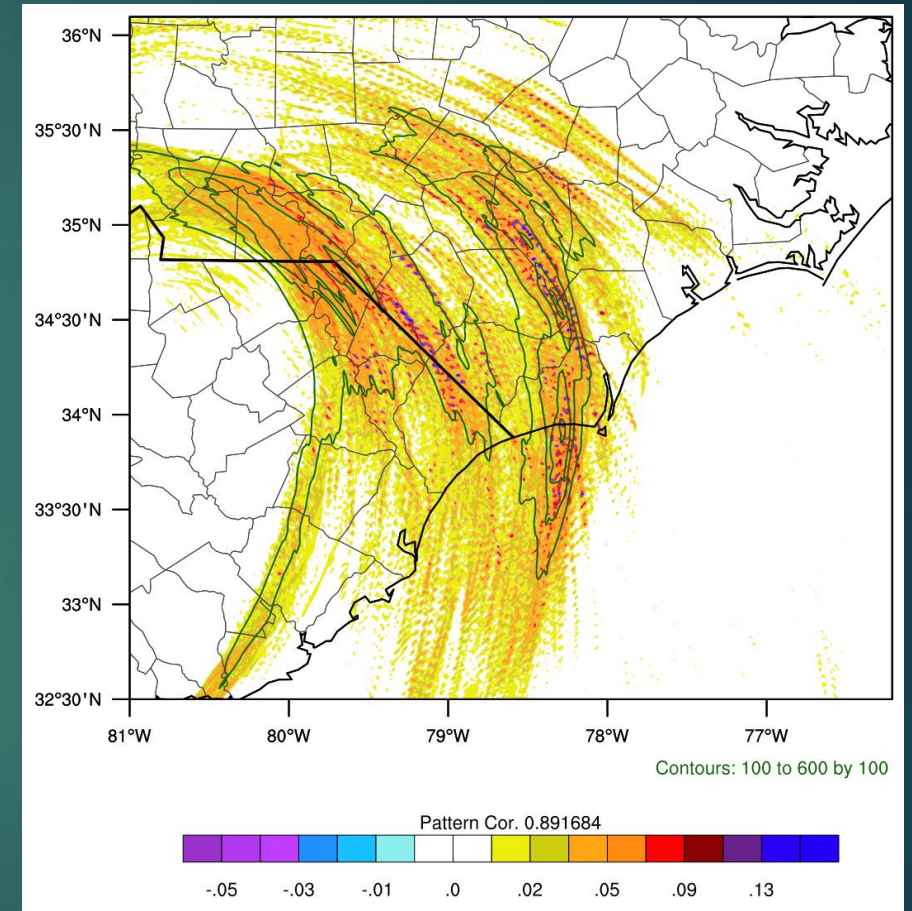 36°N
35°30'N
35°N
34°30'N
34°N
33°30'N
33°N
32°30'N
81°W 80°W 79°W 78°W 77°W
Contours: 100 to 600 by 100
Pattern Cor. 0.891684
-.05 -.03 -.01 .0 .02 .05 .09 .13